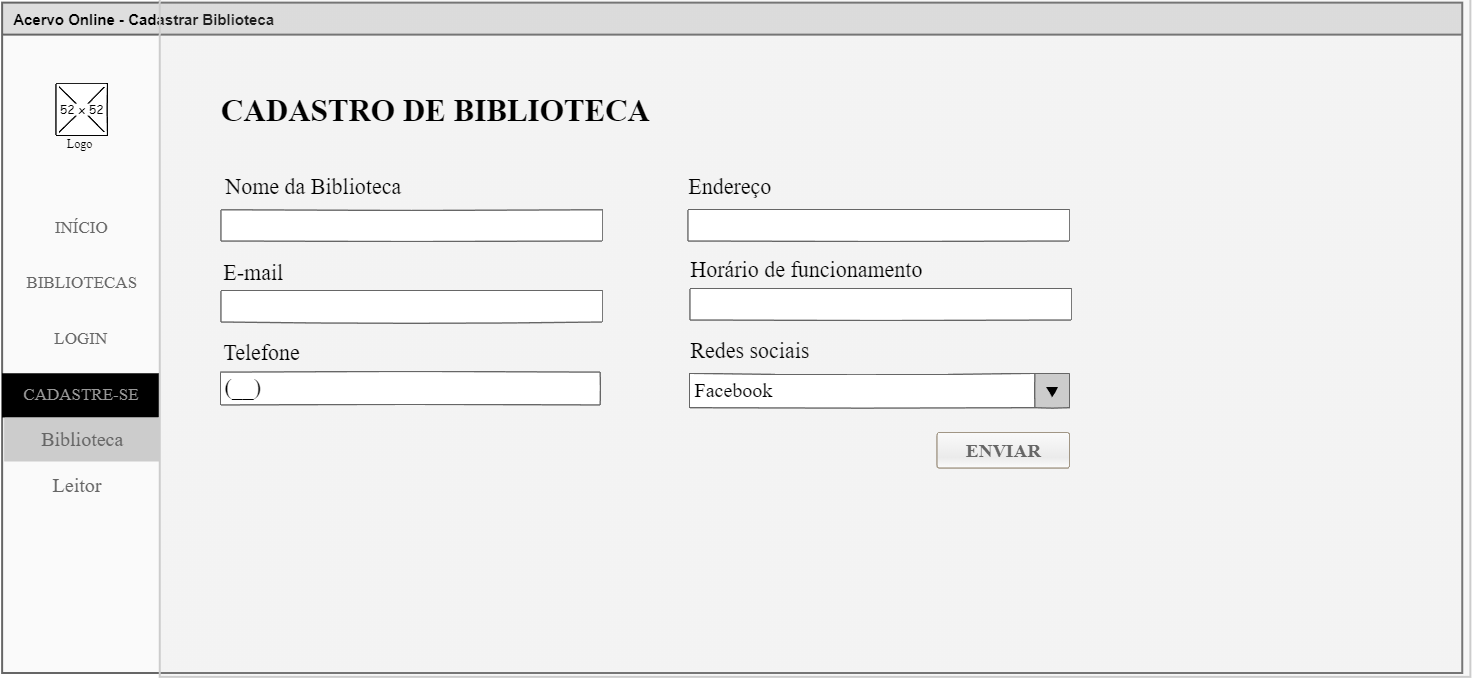 Acervo Online - Cadastrar Biblioteca
52 x 52
Logo
INÍCIO
BIBLIOTECAS
LOGIN
CADASTRE-SE
Biblioteca
Leitor
CADASTRO DE BIBLIOTECA
Nome da Biblioteca
Endereço
E-mail
Horário de funcionamento
Telefone
(__)
Redes sociais
Facebook
ENVIAR